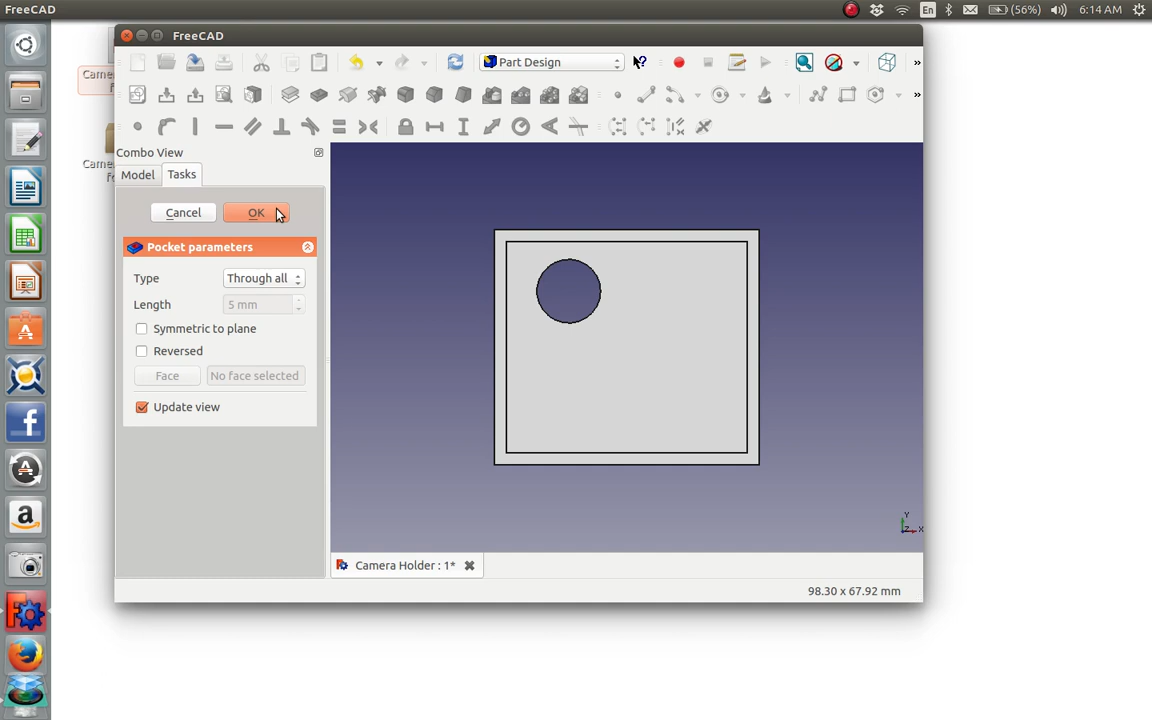 FreeCAD
En
(56%)
6:14 AM
FreeCAD
Part Design
»
»
Combo View
Model
Tasks
Cancel
OK
Pocket parameters
Type
Through all
Length
5 mm
Symmetric to plane
Reversed
Face
No face selected
Update view
Y
Z
X
Camera Holder : 1*
98.30 x 67.92 mm
Came
Came